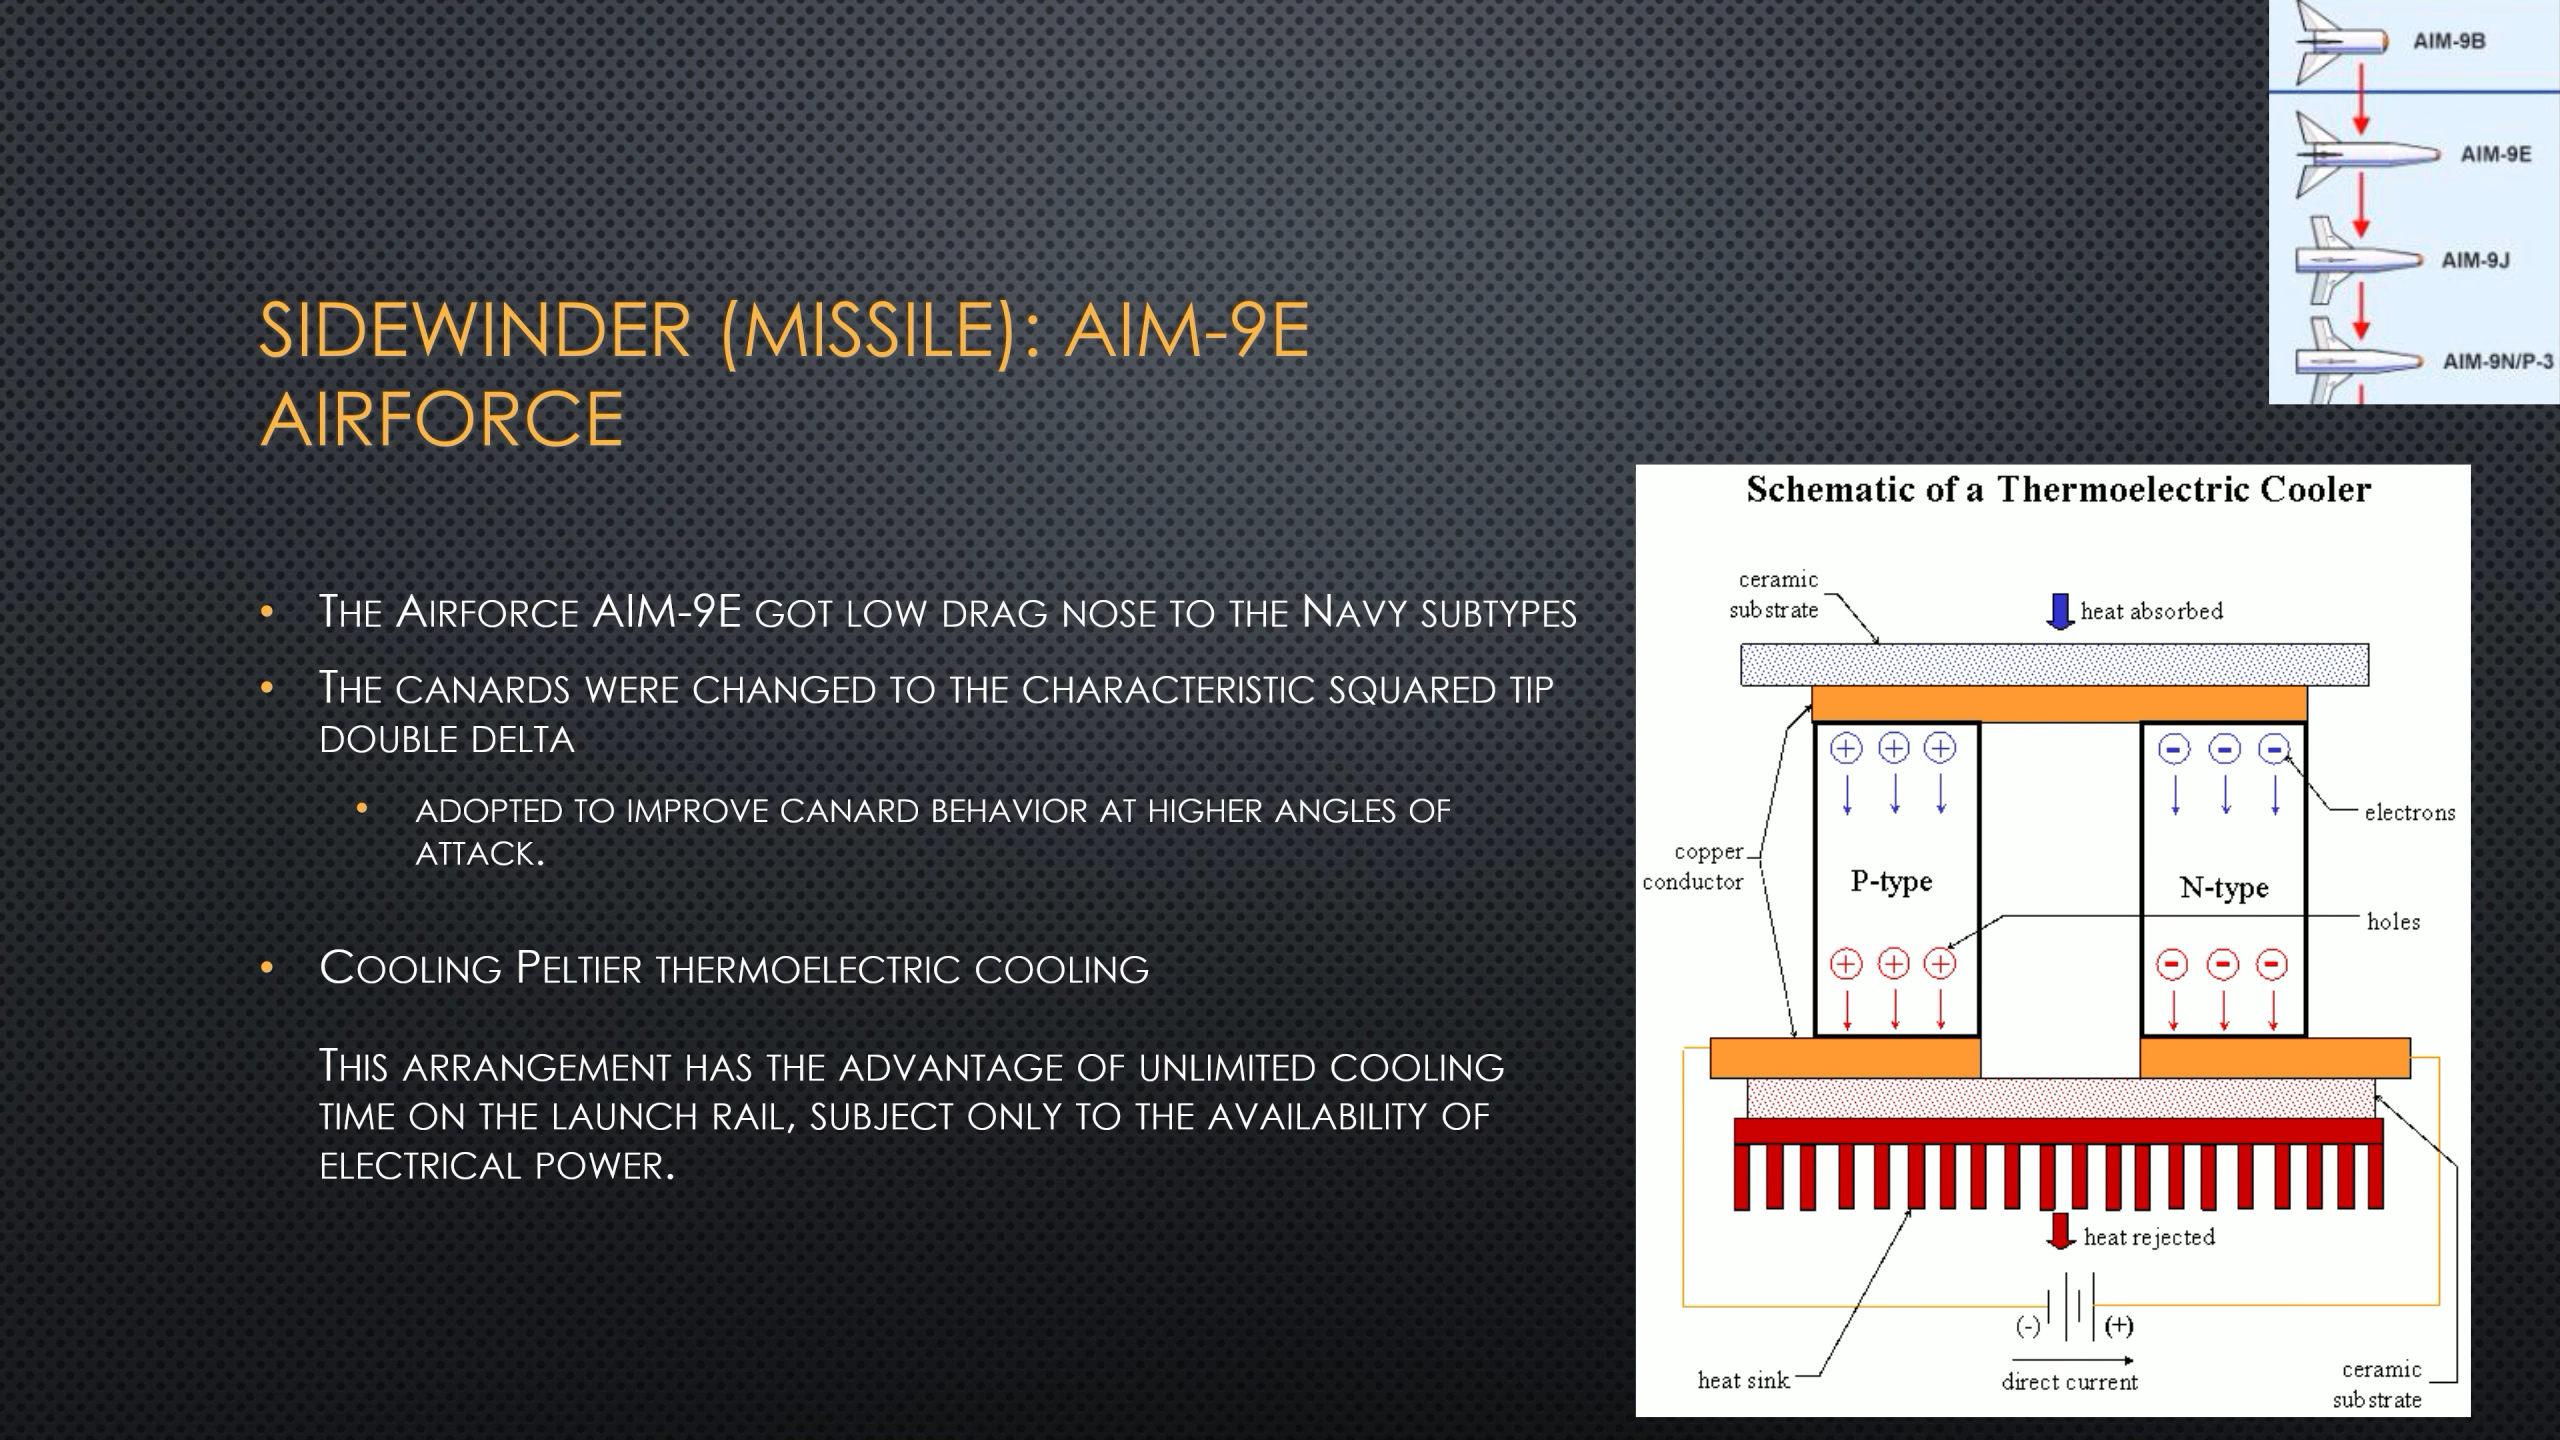 SIDEWINDER (MISSILE): AIM-9E
AIRFORCE
• THE AIRFORCE AIM-9E GOT LOW DRAG NOSE TO THE NAVY SUBTYPES
• THE CANARDS WERE CHANGED TO THE CHARACTERISTIC SQUARED TIP
DOUBLE DELTA
• ADOPTED TO IMPROVE CANARD BEHAVIOR AT HIGHER ANGLES OF
ATTACK.
• COOLING PELTIER THERMOELECTRIC COOLING
THIS ARRANGEMENT HAS THE ADVANTAGE OF UNLIMITED COOLING
TIME ON THE LAUNCH RAIL, SUBJECT ONLY TO THE AVAILABILITY OF
ELECTRICAL POWER.
AIM-9B
AIM-9E
AIM-9J
AIM-9N/P-3
Schematic of a Thermoelectric Cooler
ceramic
substrate
heat absorbed
electrons
copper
conductor
P-type
N-type
holes
heat rejected
(-)
(+)
heat sink
direct current
ceramic
substrate